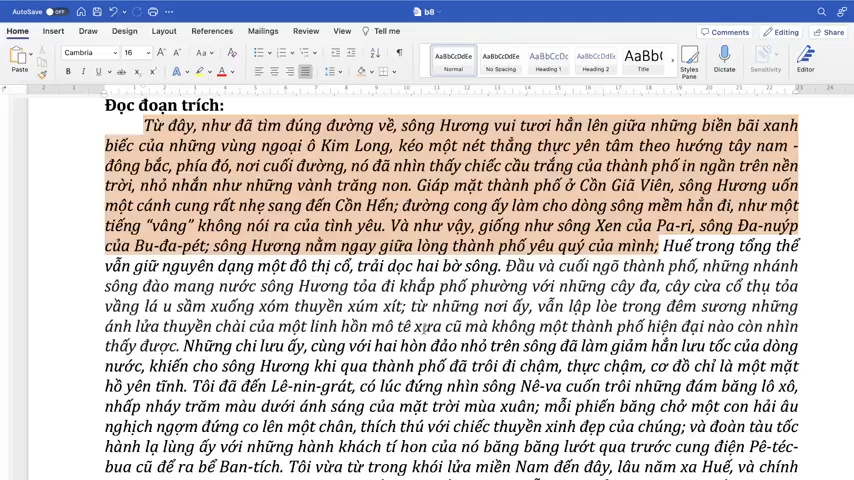 AutoSave OFF
b8
Home Insert Draw Design Layout References Mailings Review View Tell me
Comments Editing Share
Paste
Cambria 16
AaBbCcDdEe AaBbCcDdEe AaBbCcDc AaBbCcDdEe AaBbC
Normal No Spacing Heading 1 Heading 2 Title
Styles Pane
Dictate
Sensitivity
Editor
Đọc đoạn trích:
Từ đây, như đã tìm đúng đường về, sông Hương vui tươi hẳn lên giữa những biền bãi xanh
biếc của những vùng ngoại ô Kim Long, kéo một nét thẳng thực yên tâm theo hướng tây nam -
đông bắc, phía đó, nơi cuối đường, nó đã nhìn thấy chiếc cầu trắng của thành phố in ngần trên nền
trời, nhỏ nhắn như những vành trăng non. Giáp mặt thành phố ở Cồn Giã Viên, sông Hương uốn
một cánh cung rất nhẹ sang đến Cồn Hến; đường cong ấy làm cho dòng sông mềm hẳn đi, như một
tiếng “vâng” không nói ra của tình yêu. Và như vậy, giống như sông Xen của Pa-ri, sông Đa-nuýp
của Bu-đa-pét; sông Hương nằm ngay giữa lòng thành phố yêu quý của mình; Huế trong tổng thể
vẫn giữ nguyên dạng một đô thị cổ, trải dọc hai bờ sông. Đầu và cuối ngõ thành phố, những nhánh
sông đào mang nước sông Hương tỏa đi khắp phố phường với những cây đa, cây cừa cổ thụ tỏa
vầng lá u sầm xuống xóm thuyền xúm xít; từ những nơi ấy, vẫn lập lòe trong đêm sương những
ánh lửa thuyền chài của một linh hồn mô tê xưa cũ mà không một thành phố hiện đại nào còn nhìn
thấy được. Những chi lưu ấy, cùng với hai hòn đảo nhỏ trên sông đã làm giảm hẳn lưu tốc của dòng
nước, khiến cho sông Hương khi qua thành phố đã trôi đi chậm, thực chậm, cơ đồ chỉ là một mặt
hồ yên tĩnh. Tôi đã đến Lê-nin-grát, có lúc đứng nhìn sông Nê-va cuốn trôi những đám băng lô xô,
nhấp nháy trăm màu dưới ánh sáng của mặt trời mùa xuân; mỗi phiến băng chở một con hải âu
nghịch ngợm đứng co lên một chân, thích thú với chiếc thuyền xinh đẹp của chúng; và đoàn tàu tốc
hành lạ lùng ấy với những hành khách tí hon của nó băng băng lướt qua trước cung điện Pê-téc-
bua cũ để ra bể Ban-tích. Tôi vừa từ trong khói lửa miền Nam đến đây, lâu năm xa Huế, và chính